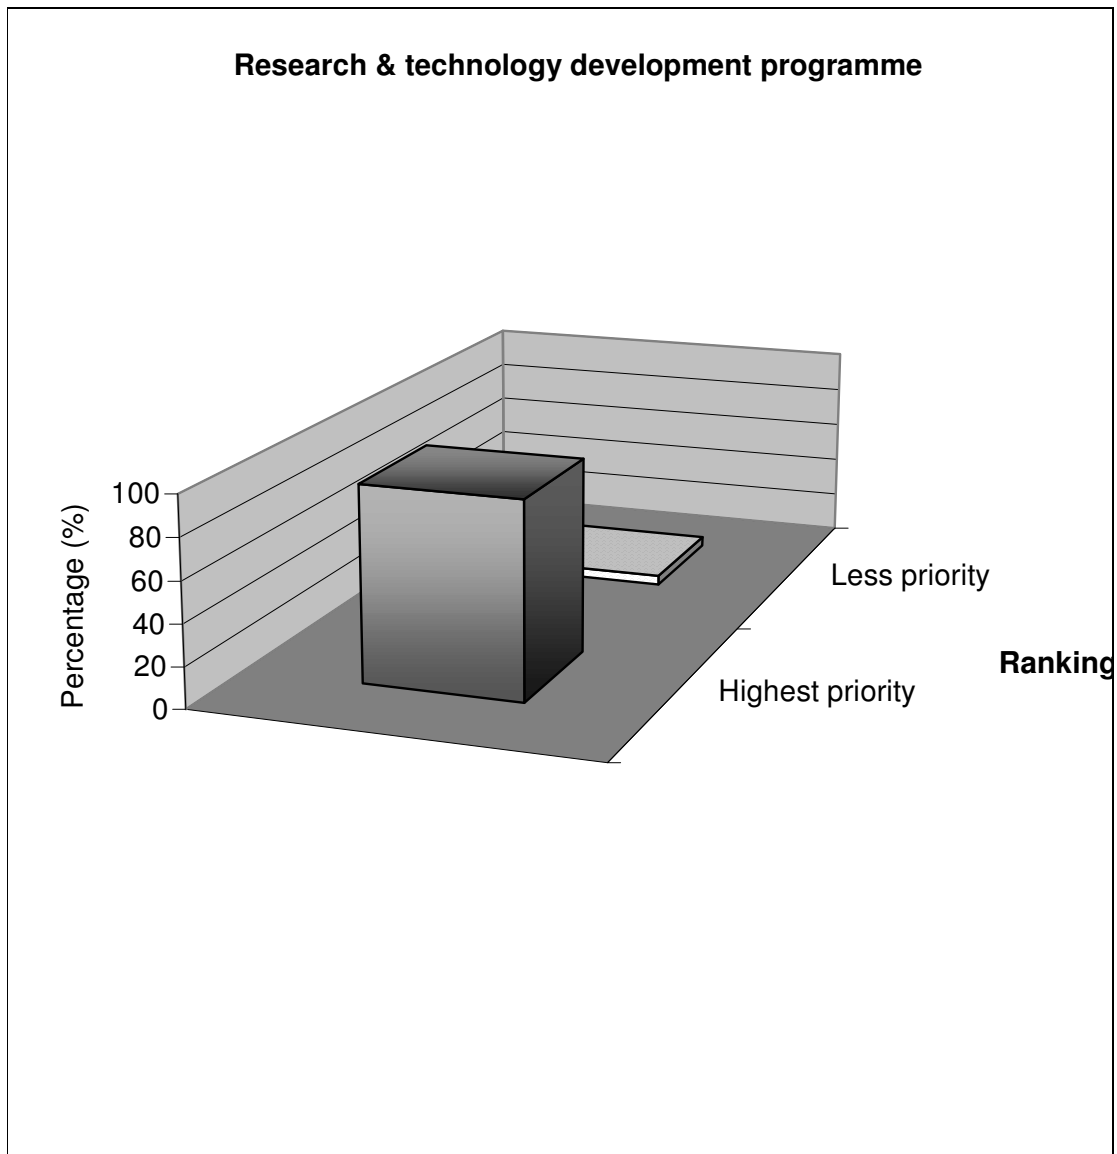 Research & technology development programme
100
80
60
40
20
0
Percentage (%)
Less priority
Highest priority
Ranking